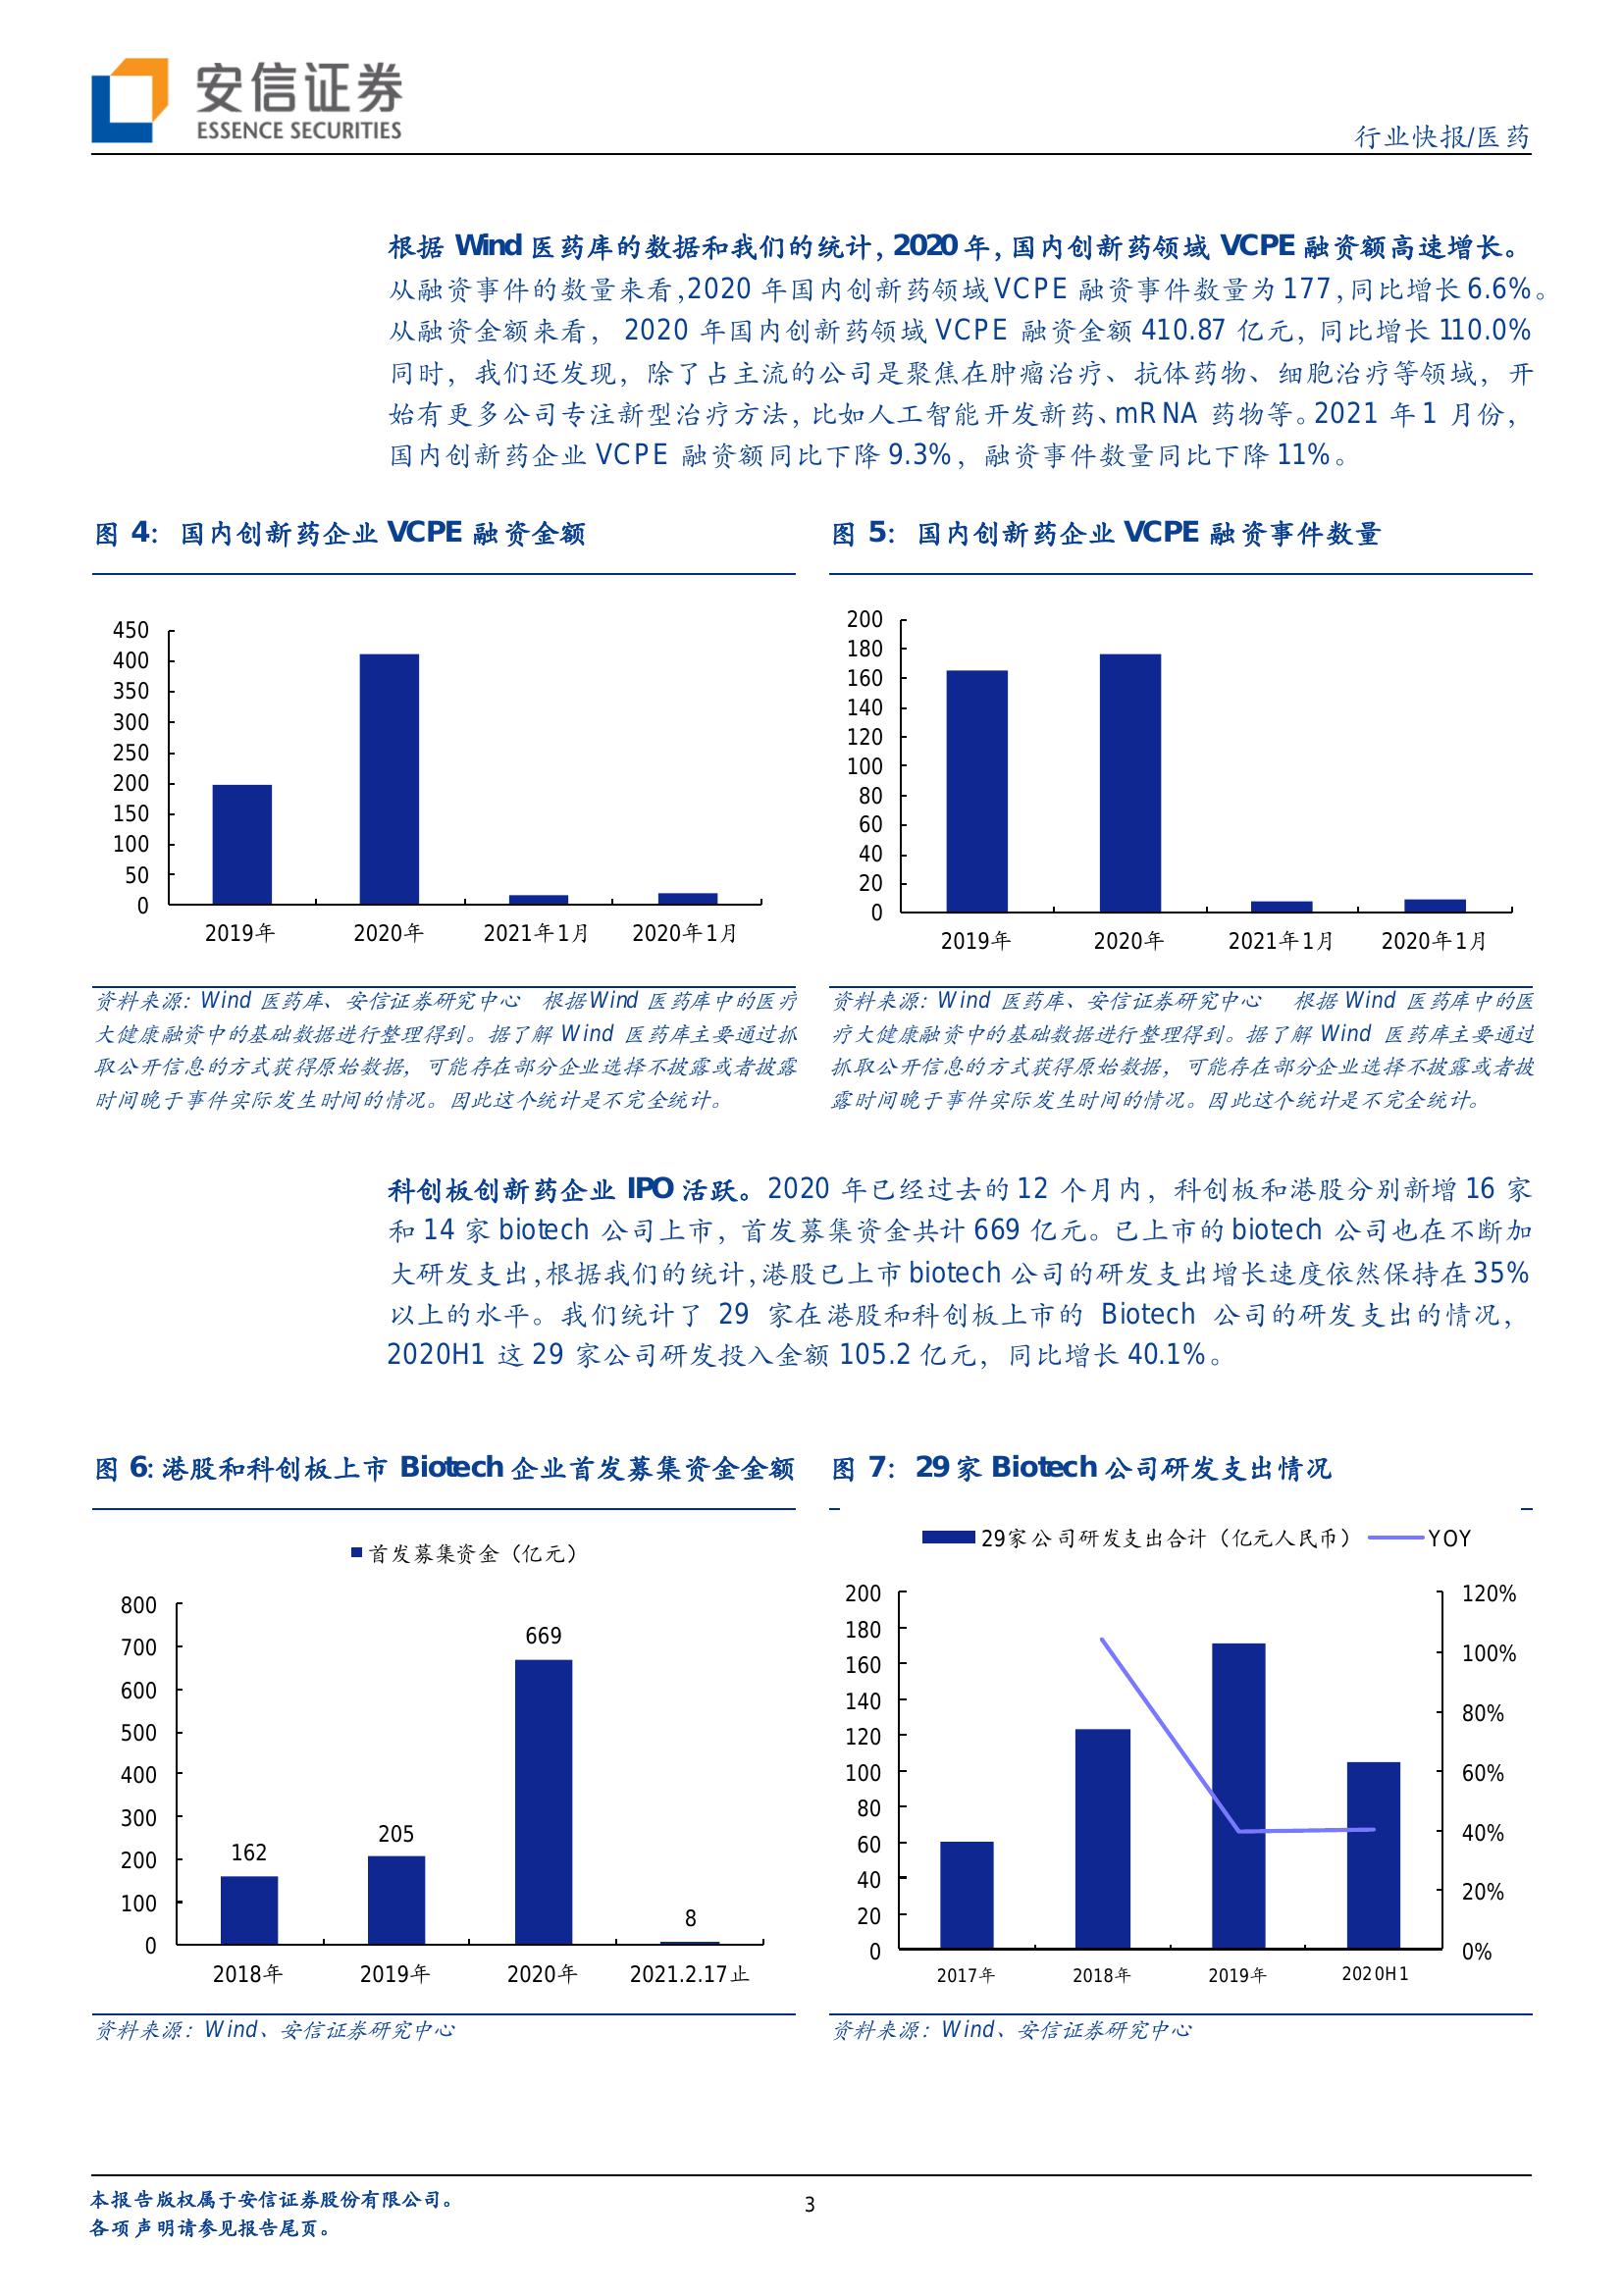 安信证券
ESSENCE SECURITIES
行业快报/医药
根据 Wind 医药库的数据和我们的统计，2020 年，国内创新药领域 VCPE 融资额高速增长。
从融资事件的数量来看，2020 年国内创新药领域 VCPE 融资事件数量为 177，同比增长 6.6%。
从融资金额来看， 2020 年国内创新药领域 VCPE 融资金额 410.87 亿元，同比增长 110.0%
同时，我们还发现，除了占主流的公司是聚焦在肿瘤治疗、抗体药物、细胞治疗等领域，开
始有更多公司专注新型治疗方法，比如人工智能开发新药、mRNA 药物等。2021 年 1 月份，
国内创新药企业 VCPE 融资额同比下降 9.3%，融资事件数量同比下降 11%。
图 4： 国内创新药企业 VCPE 融资金额
450
400
350
300
250
200
150
100
50
0
2019年 2020年 2021年1月 2020年1月
资料来源：Wind 医药库、安信证券研究中心 根据 Wind 医药库中的医疗
大健康融资中的基础数据进行整理得到。据了解 Wind 医药库主要通过抓
取公开信息的方式获得原始数据，可能存在部分企业选择不披露或者披露
时间晚于事件实际发生时间的情况。因此这个统计是不完全统计。
图 5： 国内创新药企业 VCPE 融资事件数量
200
180
160
140
120
100
80
60
40
20
0
2019年 2020年 2021年1月 2020年1月
资料来源：Wind 医药库、安信证券研究中心 根据 Wind 医药库中的医
疗大健康融资中的基础数据进行整理得到。据了解 Wind 医药库主要通过
抓取公开信息的方式获得原始数据，可能存在部分企业选择不披露或者披
露时间晚于事件实际发生时间的情况。因此这个统计是不完全统计。
科创板创新药企业 IPO 活跃。2020 年已经过去的 12 个月内，科创板和港股分别新增 16 家
和 14 家 biotech 公司上市，首发募集资金共计 669 亿元。已上市的 biotech 公司也在不断加
大研发支出，根据我们的统计，港股已上市 biotech 公司的研发支出增长速度依然保持在 35%
以上的水平。我们统计了 29 家在港股和科创板上市的 Biotech 公司的研发支出的情况，
2020H1 这 29 家公司研发投入金额 105.2 亿元，同比增长 40.1%。
图 6：港股和科创板上市 Biotech 企业首发募集资金金额
首发募集资金（亿元）
800
700
600
500
400
300
200
100
0
162
205
669
8
2018年 2019年 2020年 2021.2.17止
资料来源：Wind、安信证券研究中心
图 7： 29 家 Biotech 公司研发支出情况
29家公司研发支出合计（亿元人民币） YOY
200
180
160
140
120
100
80
60
40
20
0
120%
100%
80%
60%
40%
20%
0%
2017年 2018年 2019年 2020H1
资料来源：Wind、安信证券研究中心
本报告版权属于安信证券股份有限公司。
各项声明请参见报告尾页。
3